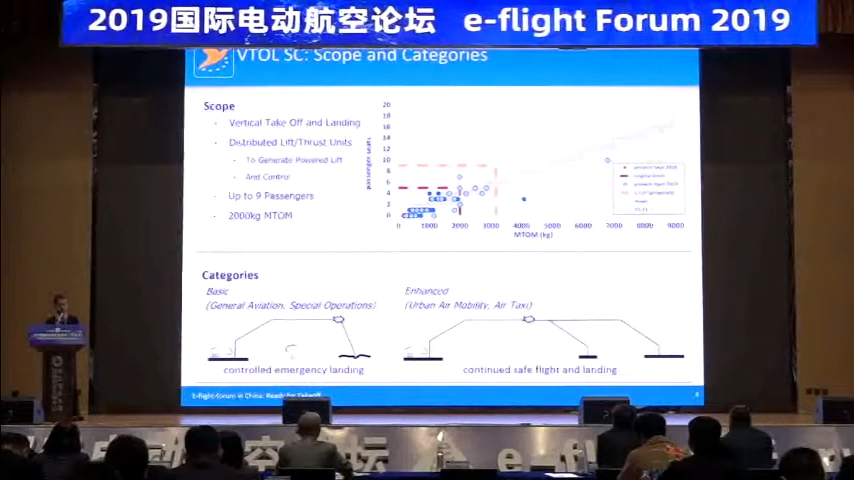 2019国际电动航空论坛 e-flight Forum 2019
VTOL SC: Scope and Categories
Scope
- Vertical Take Off and Landing
- Distributed Lift/Thrust Units
- To Generate Powered Lift
- And Control
- Up to 9 Passengers
- 2000kg MTOM
passenger seats
20
18
16
14
12
10
8
6
4
2
0
0 1000 2000 3000 4000 5000 6000 7000 8000 9000
MTOM (kg)
Categories
Basic
(General Aviation, Special Operations)
controlled emergency landing
Enhanced
(Urban Air Mobility, Air Taxi)
continued safe flight and landing
E-flight-forum in China: Ready for Takeoff